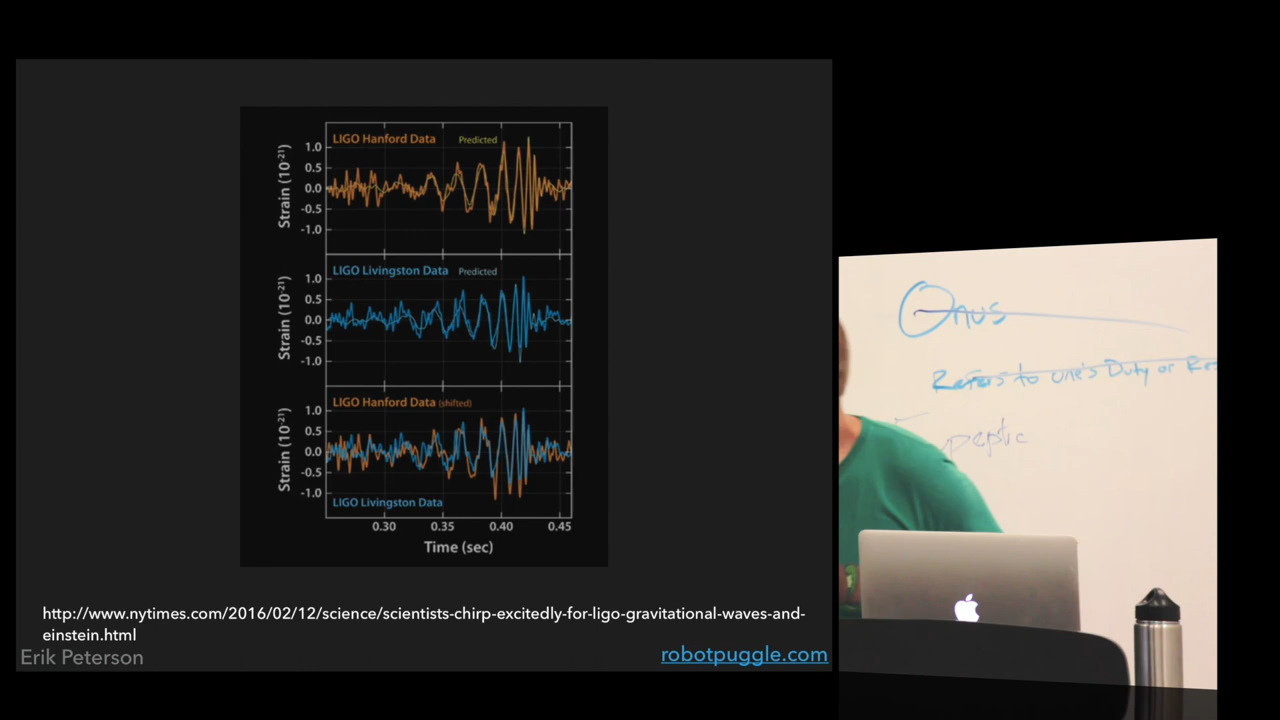 LIGO Hanford Data Predicted
1.0
0.5
0.0
-0.5
-1.0
Strain (10⁻²¹)
LIGO Livingston Data Predicted
1.0
0.5
0.0
-0.5
-1.0
Strain (10⁻²¹)
LIGO Hanford Data (shifted)
1.0
0.5
0.0
-0.5
-1.0
Strain (10⁻²¹)
LIGO Livingston Data
0.30 0.35 0.40 0.45
Time (sec)
http://www.nytimes.com/2016/02/12/science/scientists-chirp-excitedly-for-ligo-gravitational-waves-and-
einstein.html
Erik Peterson
robotpuggle.com
Onus
Refers to one's Duty or
peptic